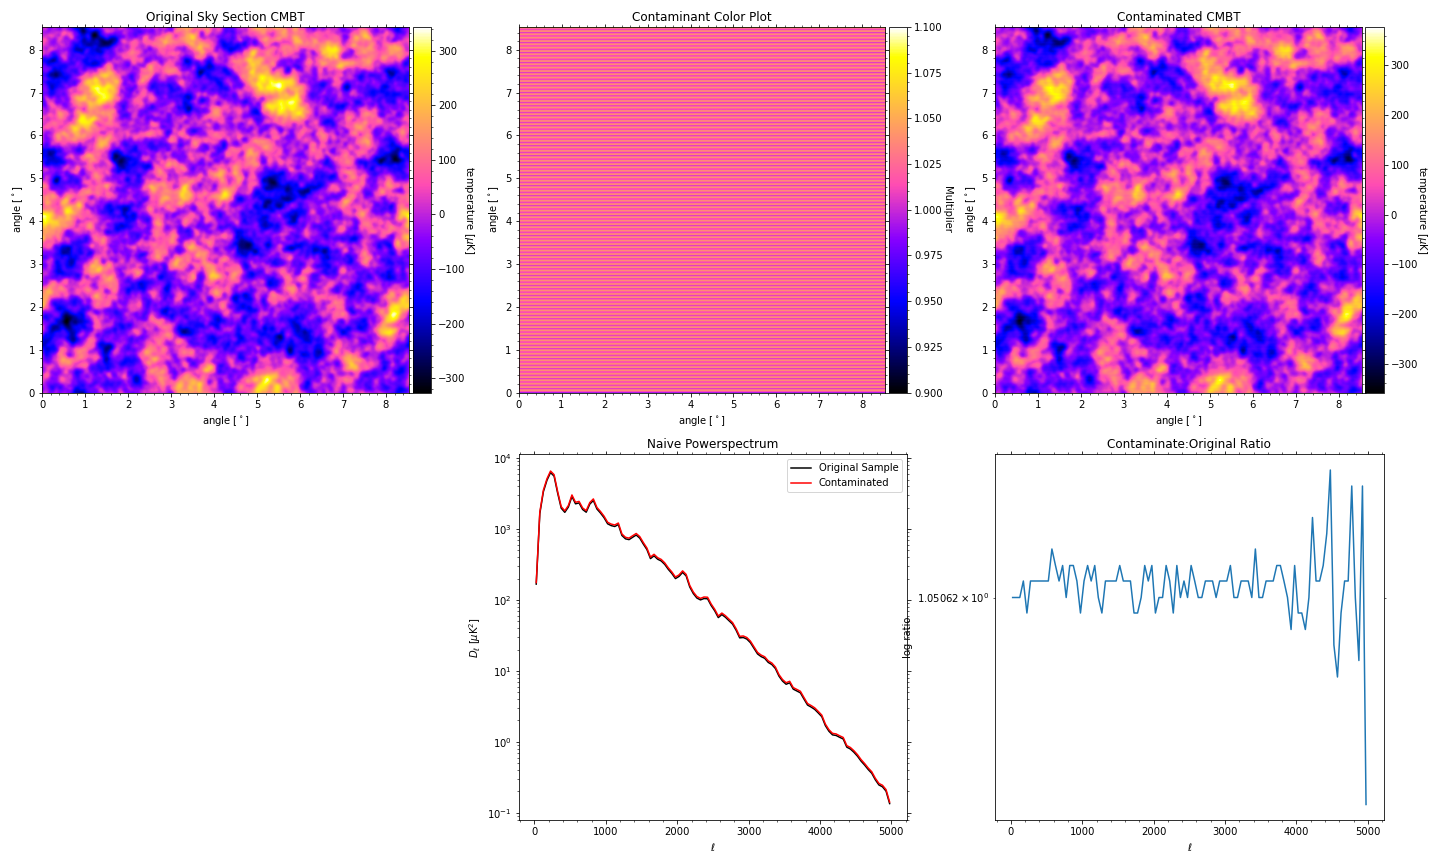 Original Sky Section CMBT
Contaminant Color Plot
Contaminated CMBT
8
7
6
5
4
3
2
1
0
angle [°]
0 1 2 3 4 5 6 7 8
angle [°]
300
200
100
0
−100
−200
−300
temperature [μK]
8
7
6
5
4
3
2
1
0
angle [°]
0 1 2 3 4 5 6 7 8
angle [°]
1.100
1.075
1.050
1.025
1.000
0.975
0.950
0.925
0.900
Multiplier
8
7
6
5
4
3
2
1
0
angle [°]
0 1 2 3 4 5 6 7 8
angle [°]
300
200
100
0
−100
−200
−300
temperature [μK]
Naive Powerspectrum
Original Sample
Contaminated
10⁴
10³
10²
10¹
10⁰
10⁻¹
Dℓ [μK²]
0 1000 2000 3000 4000 5000
ℓ
Contaminate:Original Ratio
log ratio
1.05062 × 10⁰
0 1000 2000 3000 4000 5000
ℓ